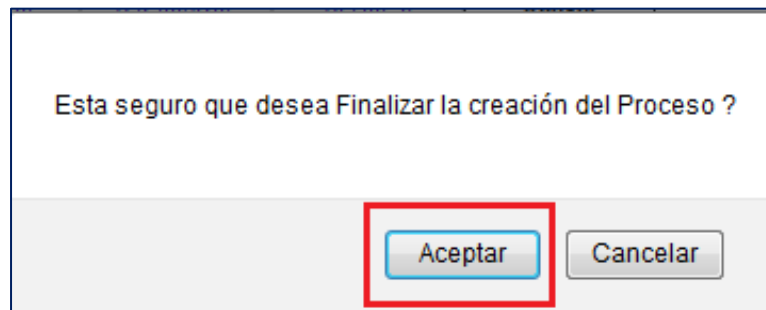 Esta seguro que desea Finalizar la creación del Proceso ?
Aceptar Cancelar